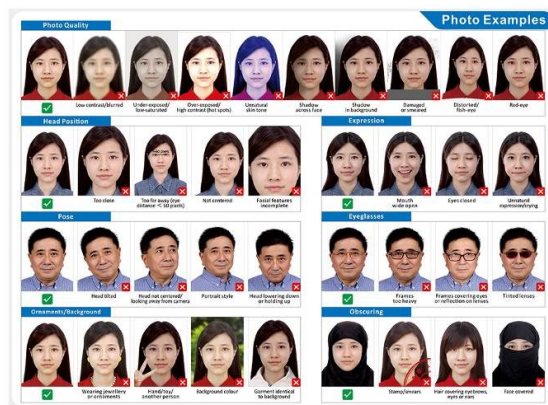 Photo Examples
Photo Quality
Low contrast/blurred
Under-exposed/
low-saturated
Over-exposed/
high contrast (hot spots)
Unnatural
skin tone
Shadow
across face
Shadow
in background
Damaged
or smeared
Distorted/
fish-eye
Red-eye
Head Position
Too close
Too far away (eye
distance < 60 pixels)
Not centered
Facial features
incomplete
Expression
Mouth
wide open
Eyes closed
Unnatural
expression/crying
Pose
Head tilted
Head not centered/
looking away from camera
Portrait style
Head lowering down
or holding up
Eyeglasses
Frames
too heavy
Frames covering eyes
or reflection on lenses
Tinted lenses
Ornaments/Background
Wearing jewellery
or ornaments
Hand/toy/
another person
Background colour
Garment identical
to background
Obscuring
Stamp/smears
Hair covering eyebrows,
eyes or ears
Face covered